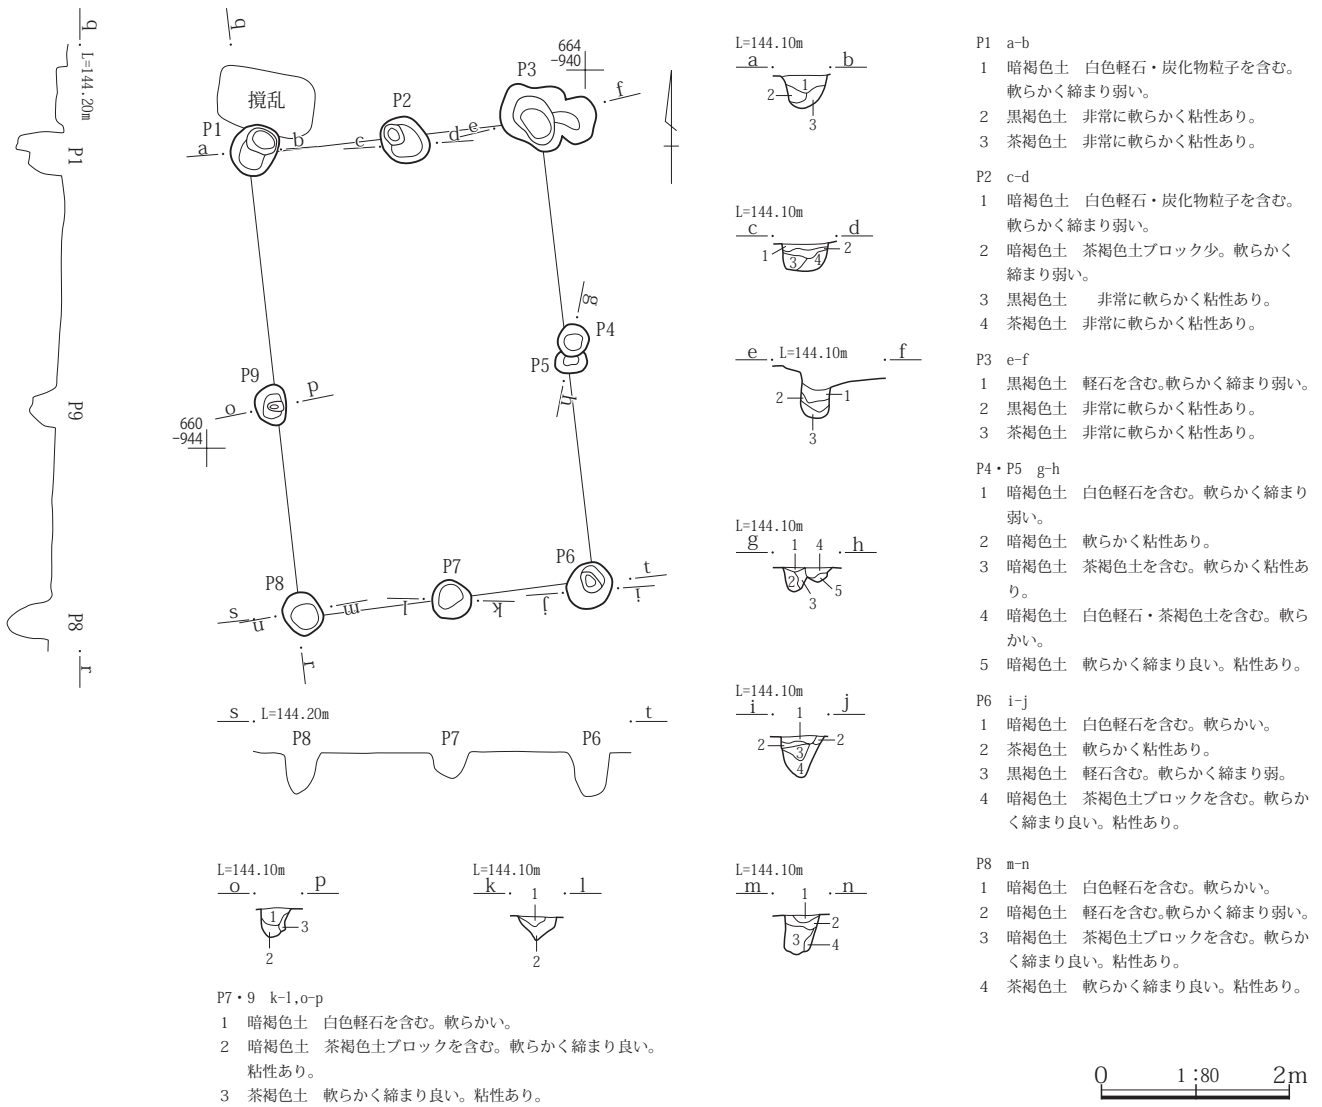 q
L=144.20m
P1
P9
P8
r
q
撹乱
P1
a
b
c
P2
d
e
P3
664
-940
f
g
P4
P5
h
P9
o
p
660
-944
P8
s
n
m
l
P7
k
j
P6
t
i
r
s
L=144.20m
t
P8
P7
P6
L=144.10m
o
p
1
3
2
L=144.10m
k
l
1
2
P7・9 k-l,o-p
1 暗褐色土 白色軽石を含む。軟らかい。
2 暗褐色土 茶褐色土ブロックを含む。軟らかく締まり良い。
粘性あり。
3 茶褐色土 軟らかく締まり良い。粘性あり。
L=144.10m
a
b
1
2
3
L=144.10m
c
d
1
2
3
4
e
L=144.10m
f
2
1
3
L=144.10m
g
h
1
4
2
5
3
L=144.10m
i
j
1
2
2
3
4
L=144.10m
m
n
1
2
3
4
P1 a-b
1 暗褐色土 白色軽石・炭化物粒子を含む。
軟らかく締まり弱い。
2 黒褐色土 非常に軟らかく粘性あり。
3 茶褐色土 非常に軟らかく粘性あり。
P2 c-d
1 暗褐色土 白色軽石・炭化物粒子を含む。
軟らかく締まり弱い。
2 暗褐色土 茶褐色土ブロック少。軟らかく
締まり弱い。
3 黒褐色土 非常に軟らかく粘性あり。
4 茶褐色土 非常に軟らかく粘性あり。
P3 e-f
1 黒褐色土 軽石を含む。軟らかく締まり弱い。
2 黒褐色土 非常に軟らかく粘性あり。
3 茶褐色土 非常に軟らかく粘性あり。
P4・P5 g-h
1 暗褐色土 白色軽石を含む。軟らかく締まり
弱い。
2 暗褐色土 軟らかく粘性あり。
3 暗褐色土 茶褐色土を含む。軟らかく粘性あ
り。
4 暗褐色土 白色軽石・茶褐色土を含む。軟ら
かい。
5 暗褐色土 軟らかく締まり良い。粘性あり。
P6 i-j
1 暗褐色土 白色軽石を含む。軟らかい。
2 茶褐色土 軟らかく粘性あり。
3 黒褐色土 軽石含む。軟らかく締まり弱。
4 暗褐色土 茶褐色土ブロックを含む。軟らか
く締まり良い。粘性あり。
P8 m-n
1 暗褐色土 白色軽石を含む。軟らかい。
2 暗褐色土 軽石を含む。軟らかく締まり弱い。
3 暗褐色土 茶褐色土ブロックを含む。軟らか
く締まり良い。粘性あり。
4 茶褐色土 軟らかく締まり良い。粘性あり。
0 1:80 2m